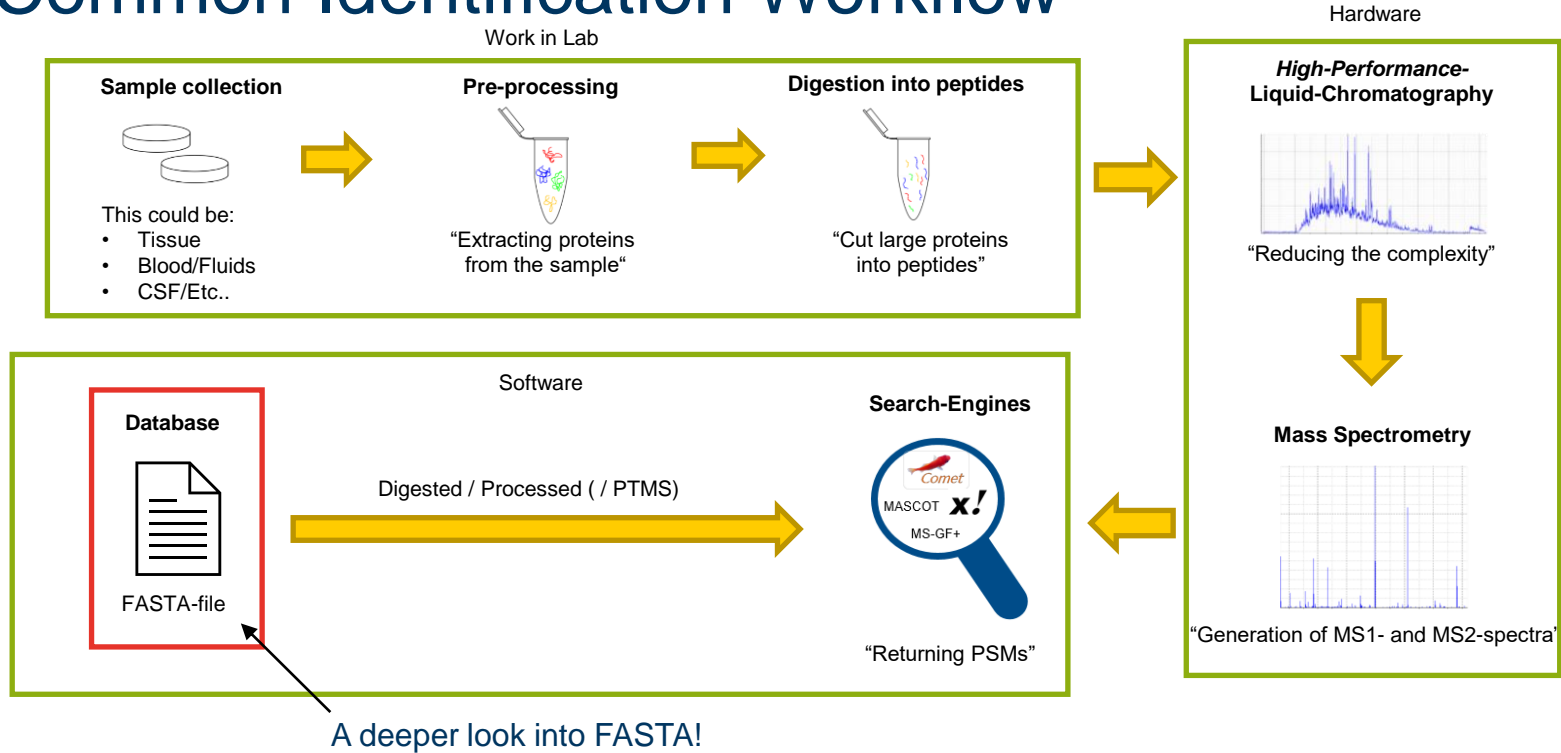 Common Identification Workflow
Work in Lab
Hardware
Sample collection
Pre-processing
Digestion into peptides
High-Performance-
Liquid-Chromatography
This could be:
• Tissue
• Blood/Fluids
• CSF/Etc..
“Extracting proteins
from the sample“
“Cut large proteins
into peptides”
“Reducing the complexity”
Software
Database
FASTA-file
Digested / Processed ( / PTMS)
Search-Engines
Comet
MASCOT X!
MS-GF+
“Returning PSMs”
Mass Spectrometry
“Generation of MS1- and MS2-spectra’
A deeper look into FASTA!